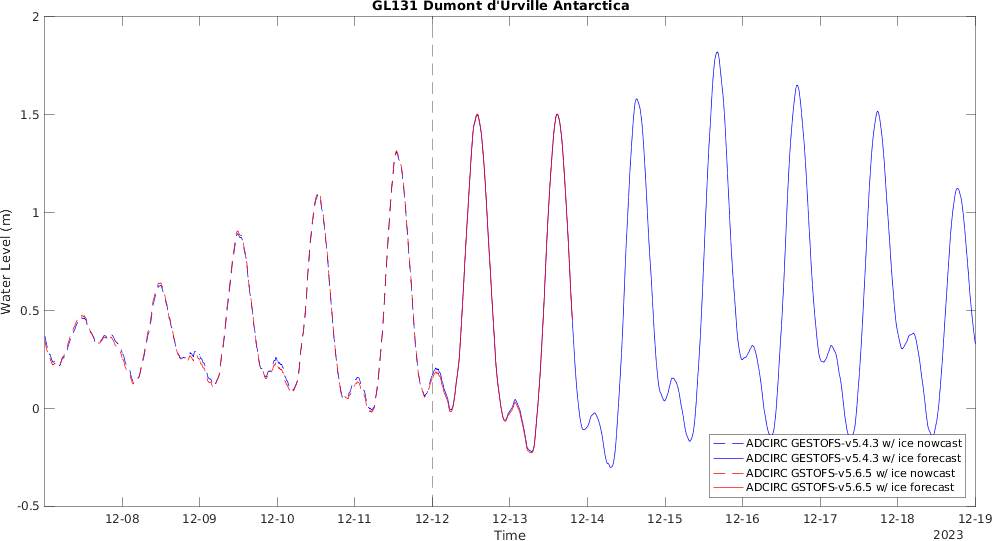 GL131 Dumont d'Urville Antarctica
2
1.5
1
0.5
0
-0.5
Water Level (m)
12-08 12-09 12-10 12-11 12-12 12-13 12-14 12-15 12-16 12-17 12-18 12-19
Time
2023
ADCIRC GESTOFS-v5.4.3 w/ ice nowcast
ADCIRC GESTOFS-v5.4.3 w/ ice forecast
ADCIRC GSTOFS-v5.6.5 w/ ice nowcast
ADCIRC GSTOFS-v5.6.5 w/ ice forecast